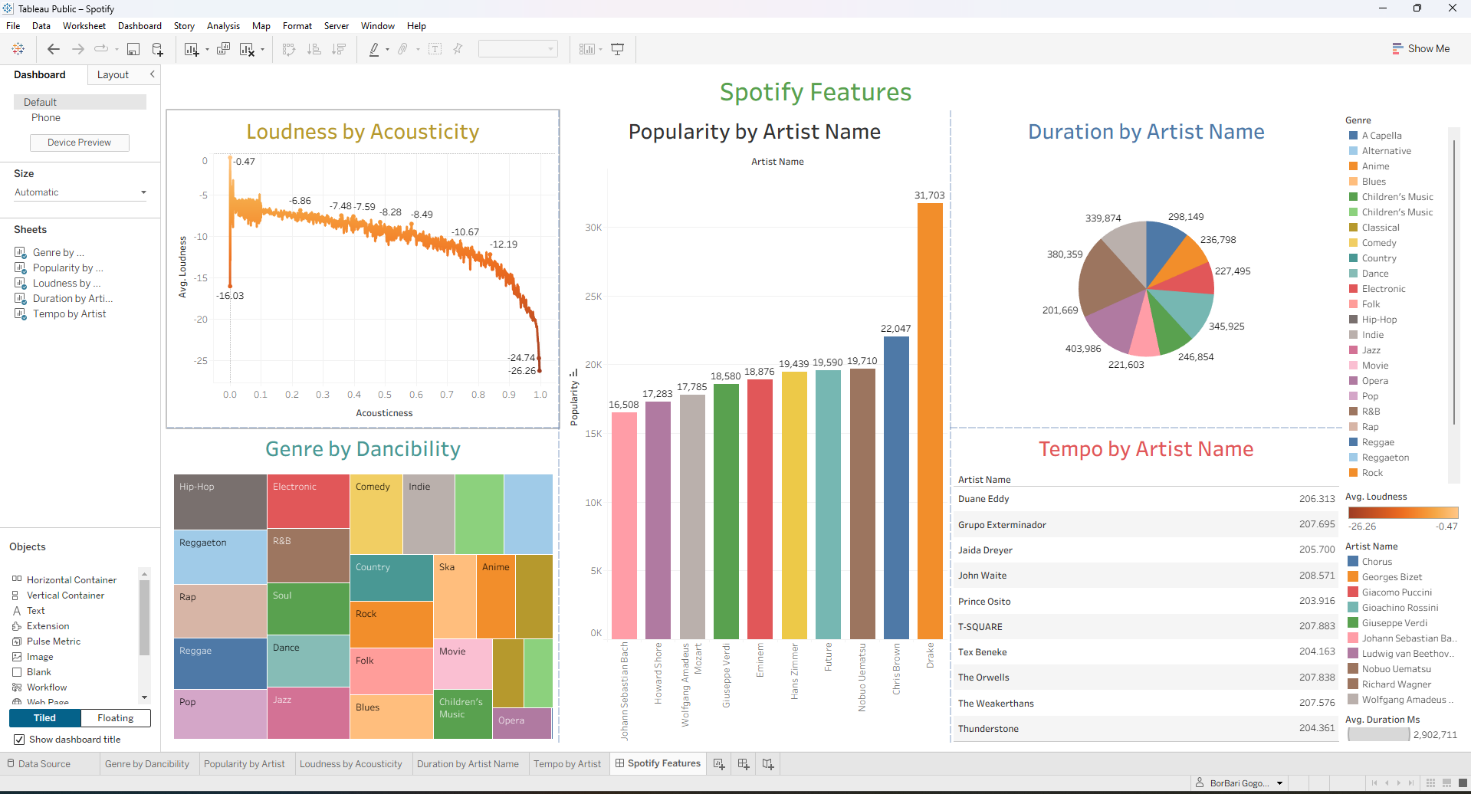 Tableau Public – Spotify
File Data Worksheet Dashboard Story Analysis Map Format Server Window Help
Show Me
Dashboard Layout
Default
Phone
Device Preview
Size
Automatic
Sheets
Genre by ...
Popularity by ...
Loudness by ...
Duration by Arti...
Tempo by Artist
Objects
Horizontal Container
Vertical Container
Text
Extension
Pulse Metric
Image
Blank
Workflow
Web Page
Tiled Floating
Show dashboard title
Spotify Features
Loudness by Acousticity
Avg. Loudness
0
-5
-10
-15
-20
-25
-0.47
-16.03
-6.86
-7.48
-7.59
-8.28
-8.49
-10.67
-12.19
-24.74
-26.26
0.0 0.1 0.2 0.3 0.4 0.5 0.6 0.7 0.8 0.9 1.0
Acousticness
Genre by Dancibility
Hip-Hop
Reggaeton
Rap
Reggae
Pop
Electronic
R&B
Soul
Dance
Jazz
Comedy
Indie
Country
Rock
Folk
Blues
Ska
Anime
Movie
Children's
Music
Opera
Popularity by Artist Name
Artist Name
Popularity
30K
25K
20K
15K
10K
5K
0K
16,508
17,283
17,785
18,580
18,876
19,439
19,590
19,710
22,047
31,703
Johann Sebastian Bach
Howard Shore
Wolfgang Amadeus
Mozart
Giuseppe Verdi
Eminem
Hans Zimmer
Future
Nobuo Uematsu
Chris Brown
Drake
Duration by Artist Name
298,149
236,798
227,495
345,925
246,854
221,603
403,986
201,669
380,359
339,874
Tempo by Artist Name
Artist Name
Duane Eddy 206.313
Grupo Exterminador 207.695
Jaida Dreyer 205.700
John Waite 208.571
Prince Osito 203.916
T-SQUARE 207.883
Tex Beneke 204.163
The Orwells 207.838
The Weakerthans 207.576
Thunderstone 204.361
Genre
A Capella
Alternative
Anime
Blues
Children's Music
Children’s Music
Classical
Comedy
Country
Dance
Electronic
Folk
Hip-Hop
Indie
Jazz
Movie
Opera
Pop
R&B
Rap
Reggae
Reggaeton
Rock
Avg. Loudness
-26.26 -0.47
Artist Name
Chorus
Georges Bizet
Giacomo Puccini
Gioachino Rossini
Giuseppe Verdi
Johann Sebastian Ba..
Ludwig van Beethov..
Nobuo Uematsu
Richard Wagner
Wolfgang Amadeus ..
Avg. Duration Ms
2,902,711
Data Source Genre by Dancibility Popularity by Artist Loudness by Acousticity Duration by Artist Name Tempo by Artist Spotify Features
BorBari Gogo...